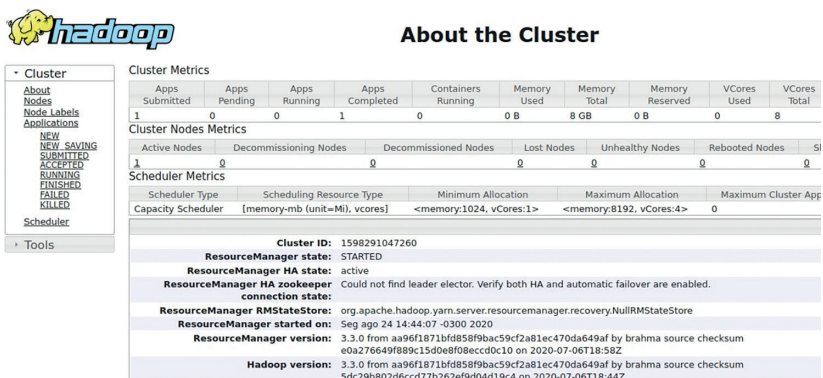 hadoop
About the Cluster
Cluster
About
Nodes
Node Labels
Applications
NEW
NEW_SAVING
SUBMITTED
ACCEPTED
RUNNING
FINISHED
FAILED
KILLED
Scheduler
Tools
Cluster Metrics
Apps Submitted Apps Pending Apps Running Apps Completed Containers Running Memory Used Memory Total Memory Reserved VCores Used VCores Total
1 0 0 1 0 0 B 8 GB 0 B 0 8
Cluster Nodes Metrics
Active Nodes Decommissioning Nodes Decommissioned Nodes Lost Nodes Unhealthy Nodes Rebooted Nodes
1 0 0 0 0 0 0
Scheduler Metrics
Scheduler Type Scheduling Resource Type Minimum Allocation Maximum Allocation Maximum Cluster App
Capacity Scheduler [memory-mb (unit=Mi), vcores] <memory:1024, vCores:1> <memory:8192, vCores:4> 0
Cluster ID: 1598291047260
ResourceManager state: STARTED
ResourceManager HA state: active
ResourceManager HA zookeeper connection state: Could not find leader elector. Verify both HA and automatic failover are enabled.
ResourceManager RMStateStore: org.apache.hadoop.yarn.server.resourcemanager.recovery.NullRMStateStore
ResourceManager started on: Seg ago 24 14:44:07 -0300 2020
ResourceManager version: 3.3.0 from aa96f1871bfd858f9bac59cf2a81ec470da649af by brahma source checksum
e0a276649f889c15d0e8f08eccd0c10 on 2020-07-06T18:58Z
Hadoop version: 3.3.0 from aa96f1871bfd858f9bac59cf2a81ec470da649af by brahma source checksum
5dc29b802d6ccd77b262ef9d04d19c4 on 2020-07-06T18:44Z